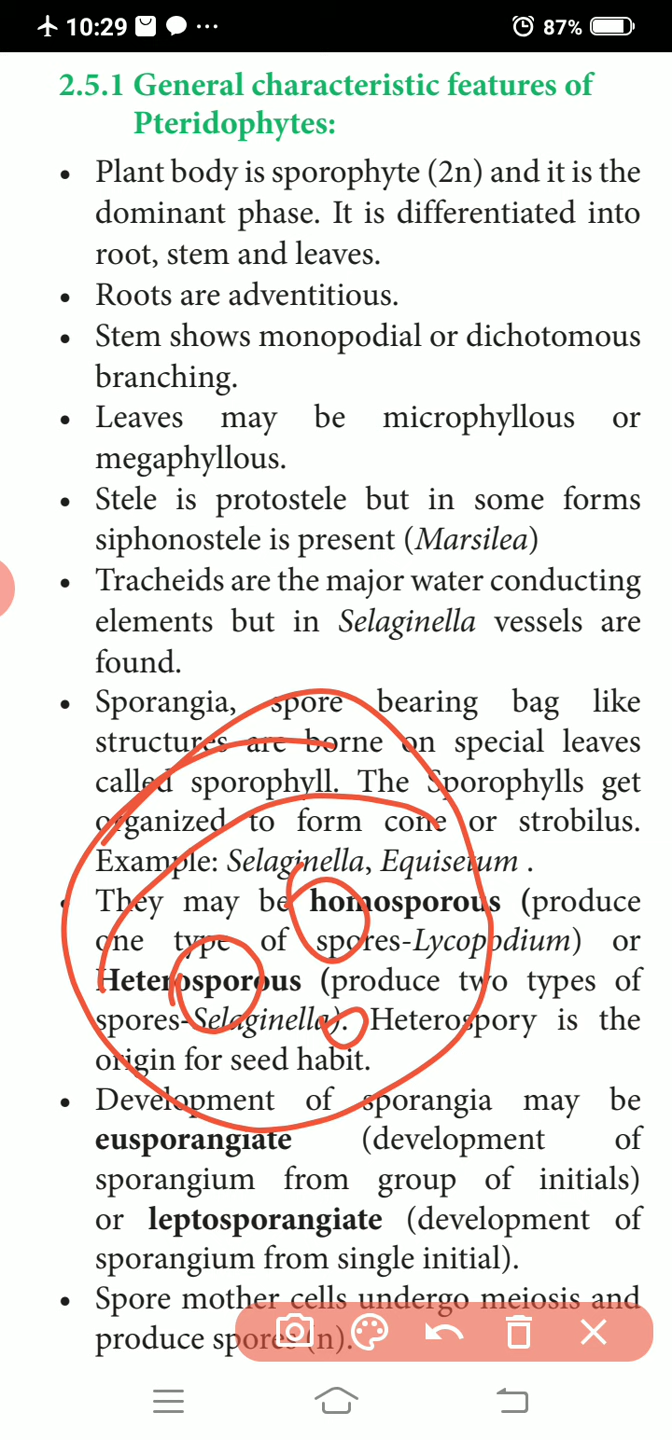 10:29 ... 87%
2.5.1 General characteristic features of
Pteridophytes:
• Plant body is sporophyte (2n) and it is the
dominant phase. It is differentiated into
root, stem and leaves.
• Roots are adventitious.
• Stem shows monopodial or dichotomous
branching.
• Leaves may be microphyllous or
megaphyllous.
• Stele is protostele but in some forms
siphonostele is present (Marsilea)
• Tracheids are the major water conducting
elements but in Selaginella vessels are
found.
• Sporangia, spore bearing bag like
structures are borne on special leaves
called sporophyll. The Sporophylls get
organized to form cone or strobilus.
Example: Selaginella, Equisetum .
• They may be homosporous (produce
one type of spores-Lycopodium) or
Heterosporous (produce two types of
spores-Selaginella). Heterospory is the
origin for seed habit.
• Development of sporangia may be
eusporangiate (development of
sporangium from group of initials)
or leptosporangiate (development of
sporangium from single initial).
• Spore mother cells undergo meiosis and
produce spores (n).